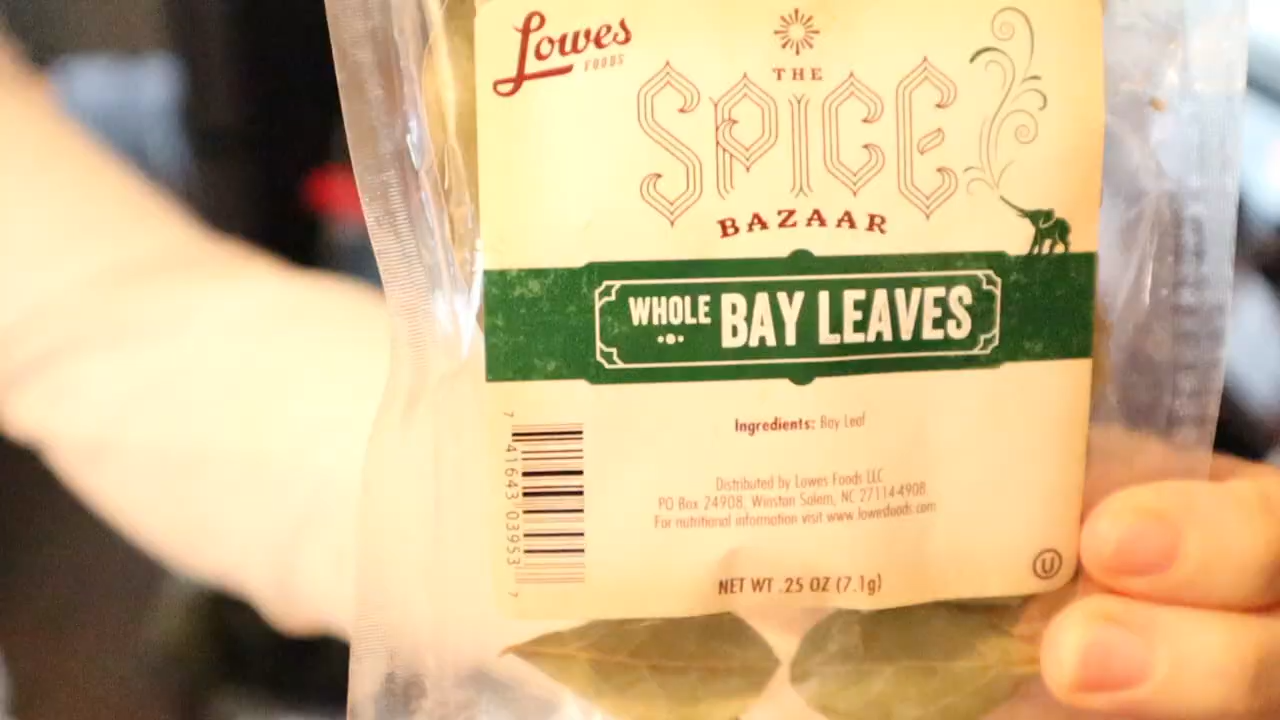 Lowes
FOODS
THE
SPICE
BAZAAR
WHOLE BAY LEAVES
Ingredients: Bay Leaf
Distributed by Lowes Foods LLC
PO Box 24908, Winston Salem, NC 27114-4908
For nutritional information visit www.lowesfoods.com
7 41643 03953 7
NET WT .25 OZ (7.1g)
U